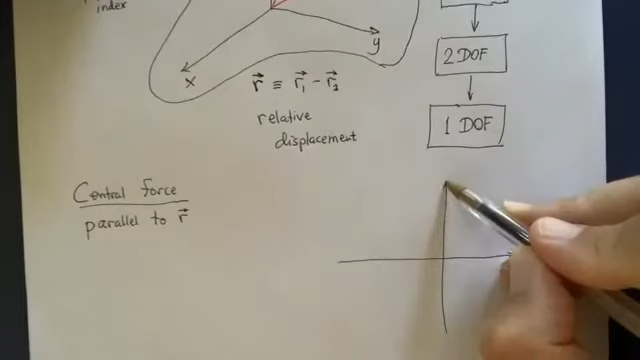 index
x
y
r⃗ ≡ r⃗₁ - r⃗₂
relative
displacement
2 DOF
1 DOF
Central force
parallel to r⃗